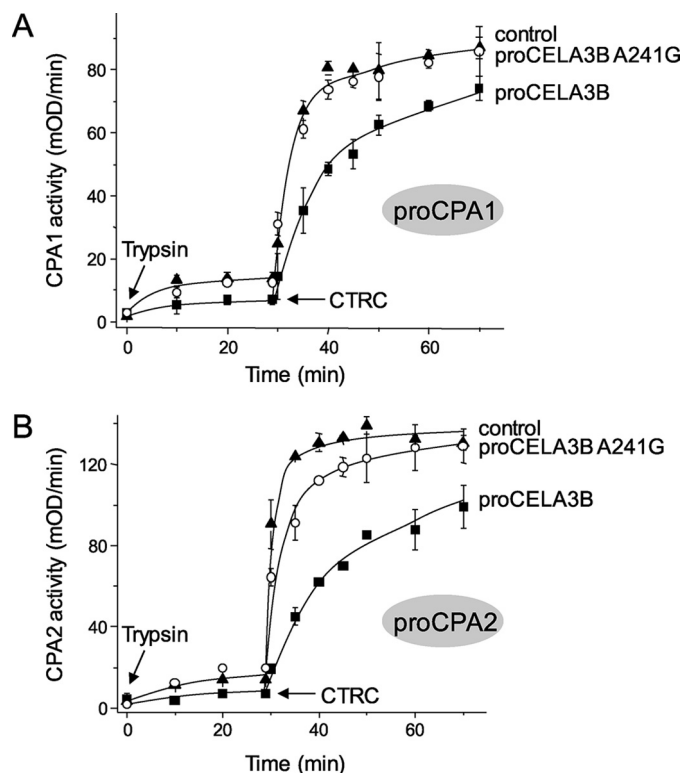 A
control
proCELA3B A241G
proCELA3B
CPA1 activity (mOD/min)
80
60
40
20
0
Trypsin
proCPA1
CTRC
0 20 40 60
Time (min)
B
control
proCELA3B A241G
proCELA3B
CPA2 activity (mOD/min)
120
80
40
0
Trypsin
proCPA2
CTRC
0 20 40 60
Time (min)